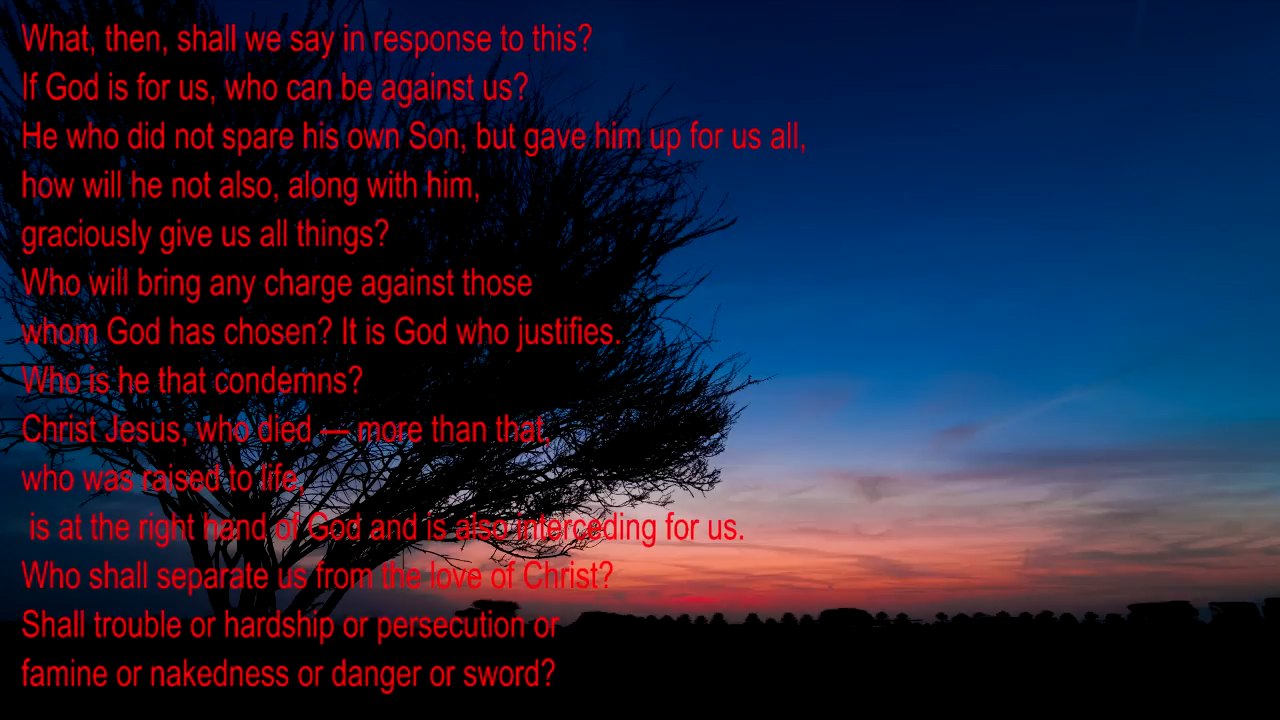 What, then, shall we say in response to this?
If God is for us, who can be against us?
He who did not spare his own Son, but gave him up for us all,
how will he not also, along with him,
graciously give us all things?
Who will bring any charge against those
whom God has chosen? It is God who justifies.
Who is he that condemns?
Christ Jesus, who died — more than that,
who was raised to life,
is at the right hand of God and is also interceding for us.
Who shall separate us from the love of Christ?
Shall trouble or hardship or persecution or
famine or nakedness or danger or sword?